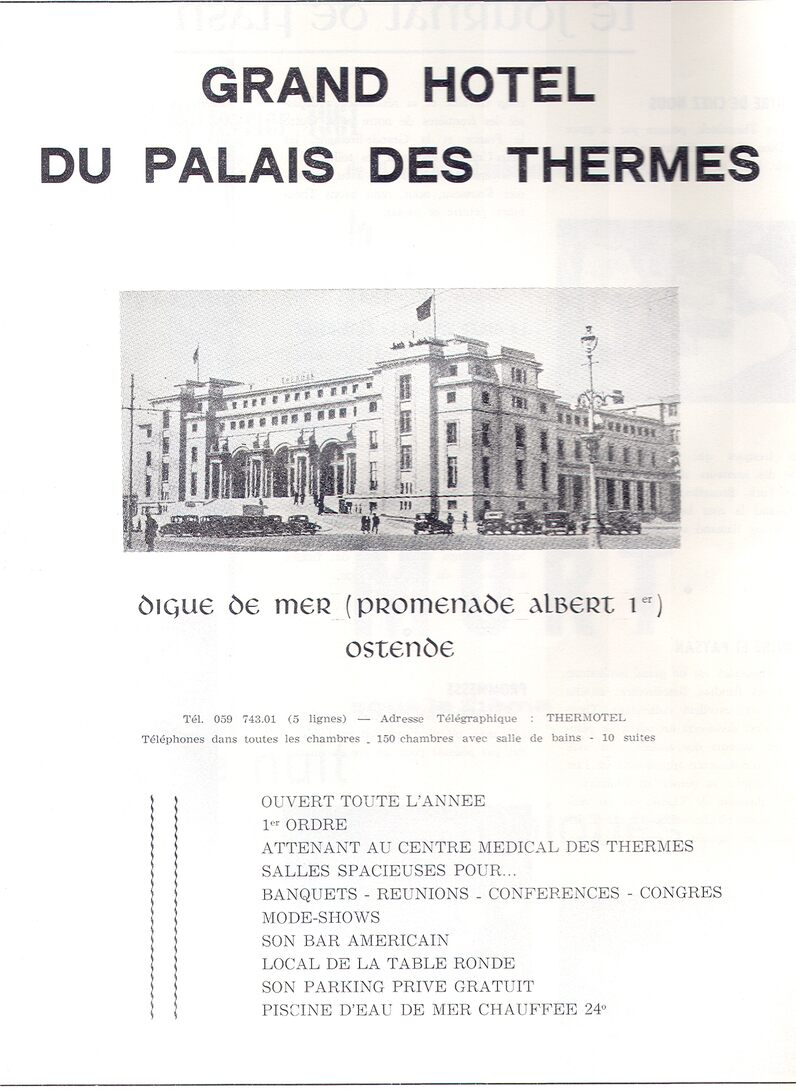 GRAND HOTEL
DU PALAIS DES THERMES
THERMAE
DIGUE DE MER (PROMENADE ALBERT 1er)
OSTENDE
Tél. 059 743.01 (5 lignes) — Adresse Télégraphique : THERMOTEL
Téléphones dans toutes les chambres - 150 chambres avec salle de bains - 10 suites
OUVERT TOUTE L'ANNEE
1er ORDRE
ATTENANT AU CENTRE MEDICAL DES THERMES
SALLES SPACIEUSES POUR...
BANQUETS - REUNIONS - CONFERENCES - CONGRES
MODE-SHOWS
SON BAR AMERICAIN
LOCAL DE LA TABLE RONDE
SON PARKING PRIVE GRATUIT
PISCINE D'EAU DE MER CHAUFFEE 24°